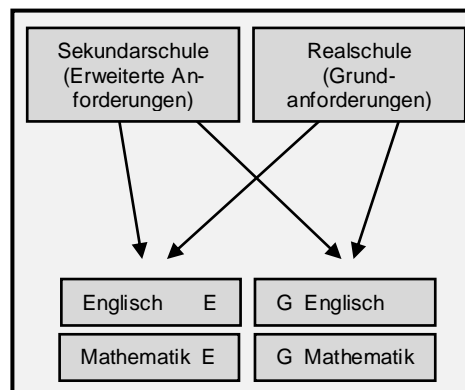 Sekundarschule
(Erweiterte An-
forderungen)
Realschule
(Grund-
anforderungen)
Englisch E
G Englisch
Mathematik E
G Mathematik